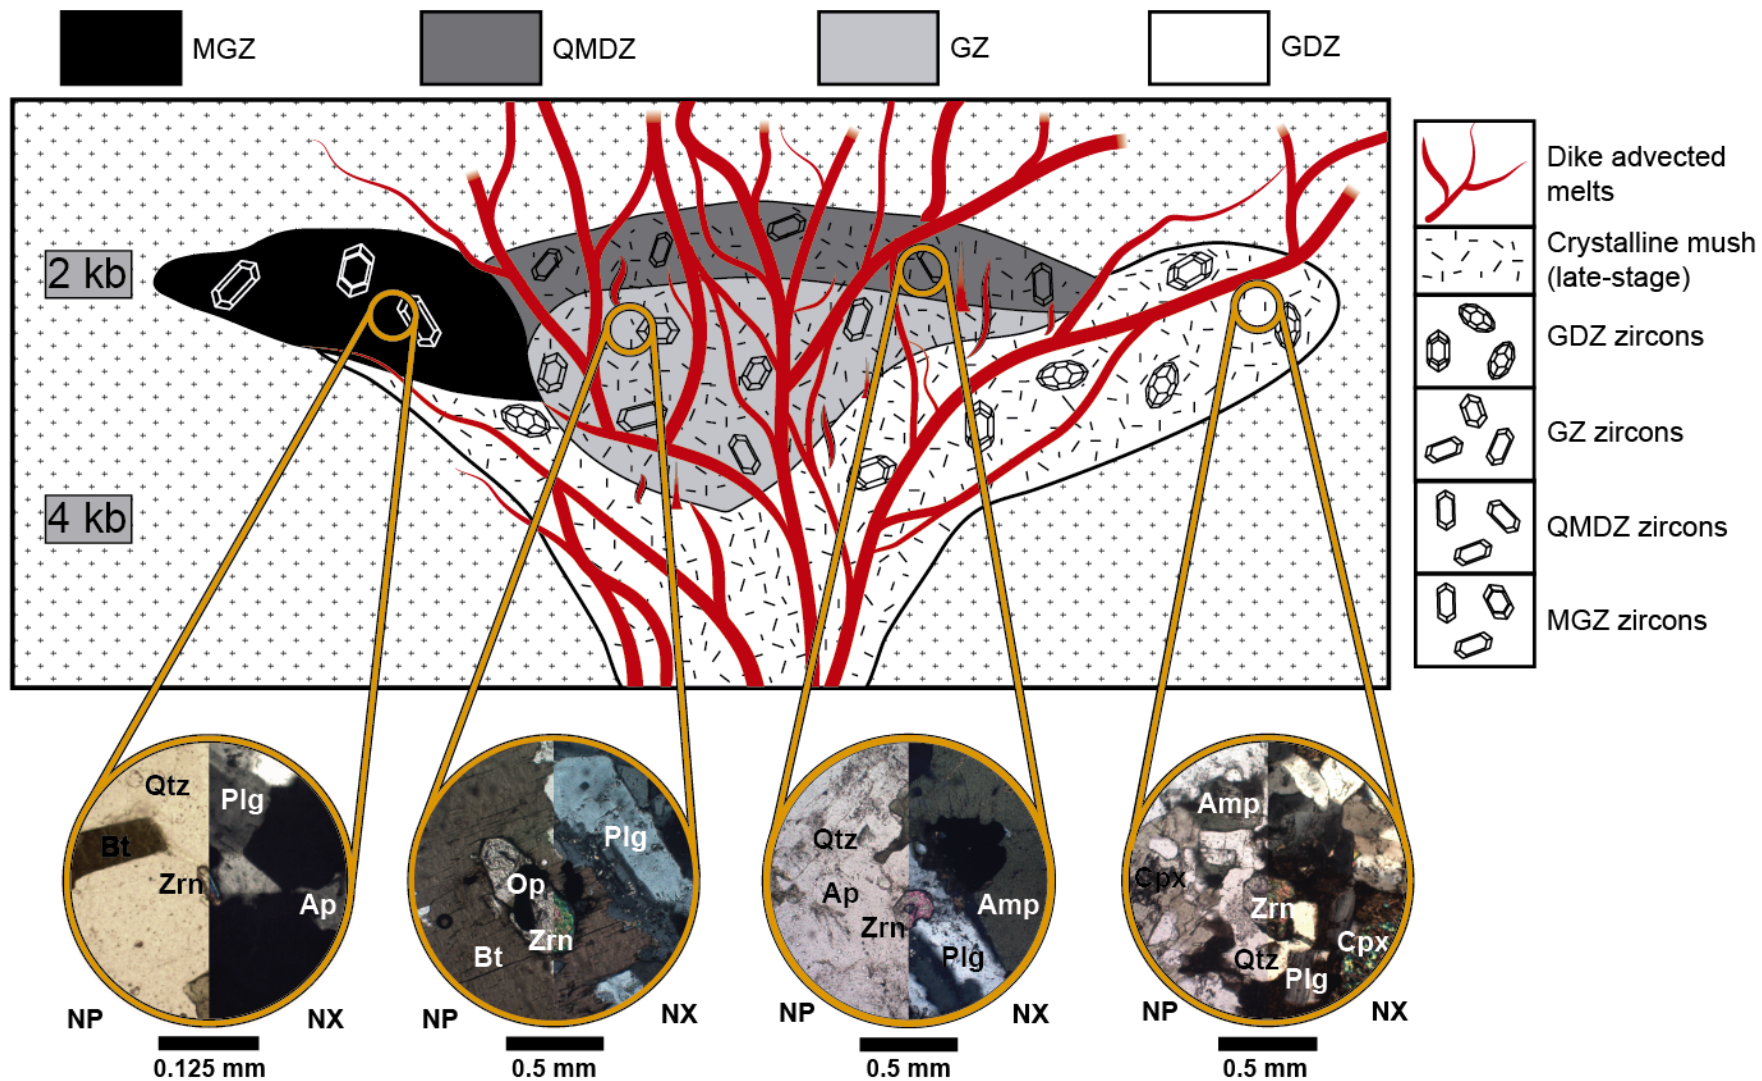 MGZ
QMDZ
GZ
GDZ
2 kb
4 kb
Dike advected
melts
Crystalline mush
(late-stage)
GDZ zircons
GZ zircons
QMDZ zircons
MGZ zircons
Qtz
Plg
Bt
Zrn
Ap
NP
NX
0.125 mm
Plg
Op
Zrn
Bt
NP
NX
0.5 mm
Qtz
Ap
Zrn
Amp
Plg
NP
NX
0.5 mm
Amp
Cpx
Zrn
Cpx
Qtz
Plg
NP
NX
0.5 mm